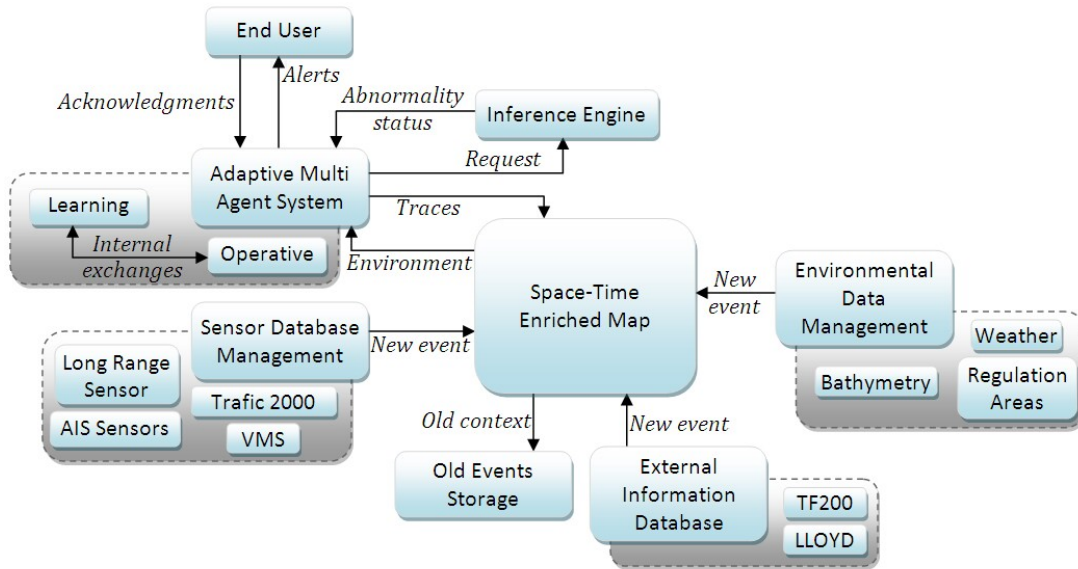 End User
Acknowledgments
Alerts
Abnormality
status
Inference Engine
Request
Adaptive Multi
Agent System
Learning
Internal
exchanges
Operative
Traces
Environment
Space-Time
Enriched Map
New
event
Environmental
Data
Management
Weather
Bathymetry
Regulation
Areas
Sensor Database
Management
New event
Long Range
Sensor
Trafic 2000
AIS Sensors
VMS
Old context
New event
Old Events
Storage
External
Information
Database
TF200
LLOYD